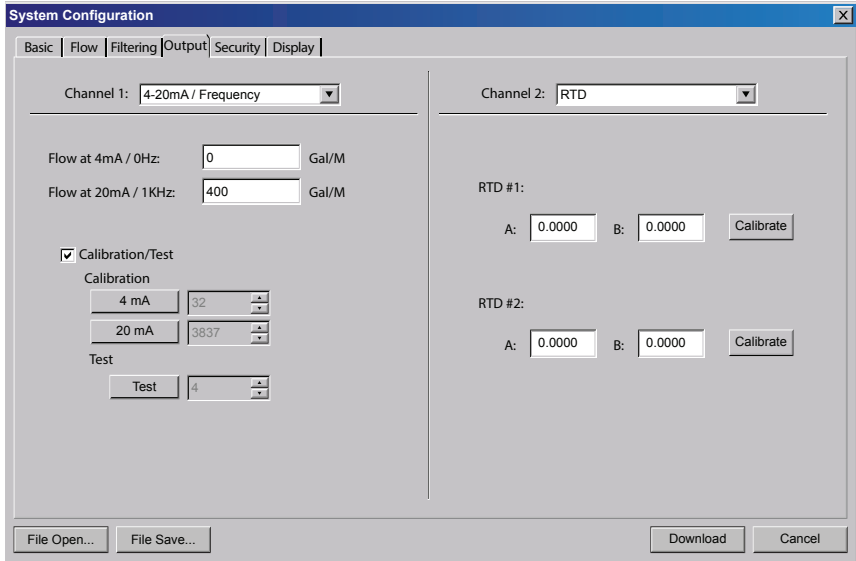 System Configuration
Basic Flow Filtering Output Security Display
Channel 1: 4-20mA / Frequency
Flow at 4mA / 0Hz: 0 Gal/M
Flow at 20mA / 1KHz: 400 Gal/M
Calibration/Test
Calibration
4 mA 32
20 mA 3837
Test
Test 4
Channel 2: RTD
RTD #1:
A: 0.0000 B: 0.0000 Calibrate
RTD #2:
A: 0.0000 B: 0.0000 Calibrate
File Open... File Save... Download Cancel